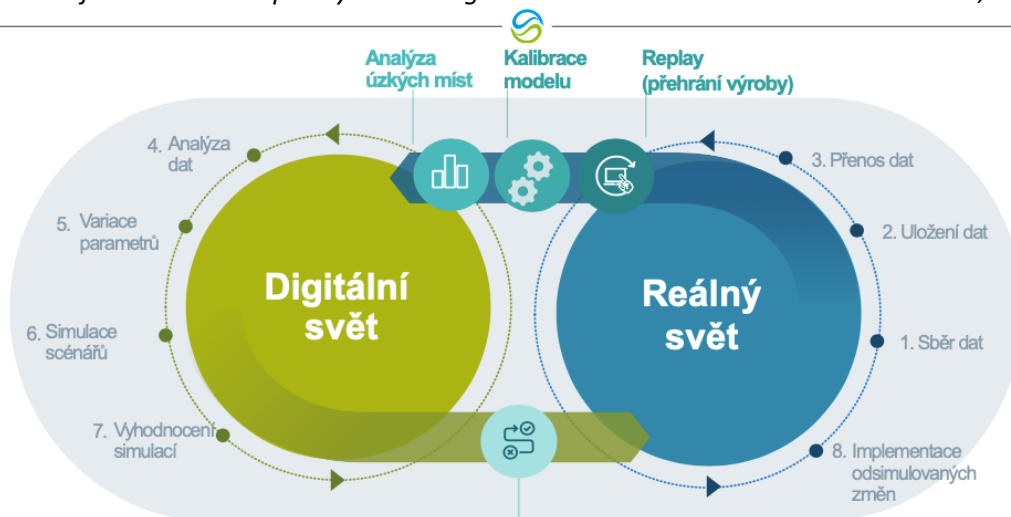 Analýza
úzkých míst
Kalibrace
modelu
Replay
(přehrání výroby)
4. Analýza
dat
5. Variace
parametrů
6. Simulace
scénářů
7. Vyhodnocení
simulací
Digitální
svět
Reálný
svět
3. Přenos dat
2. Uložení dat
1. Sběr dat
8. Implementace
odsimulovaných
změn